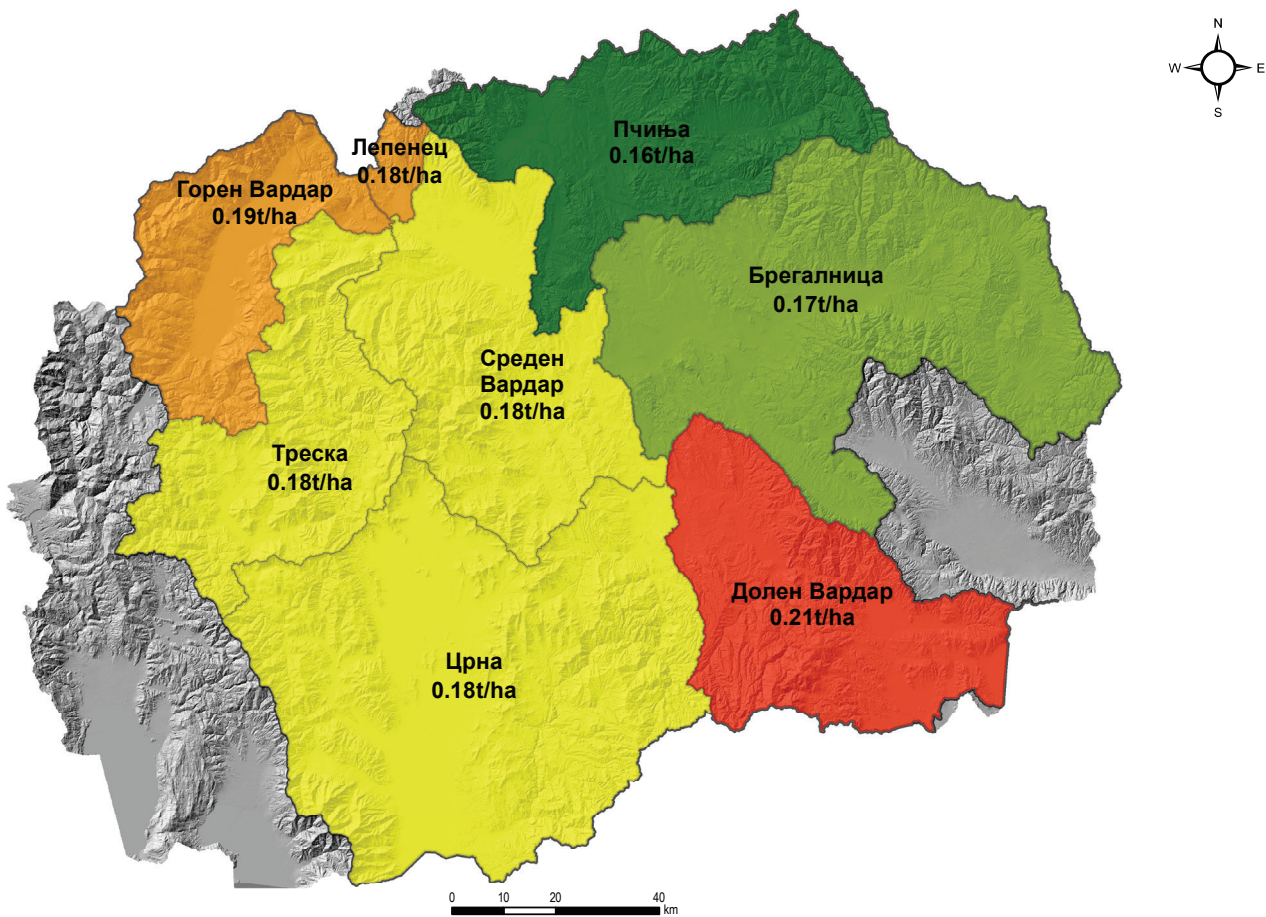 N
W
E
S
Пчиња
0.16t/ha
Лепенец
0.18t/ha
Горен Вардар
0.19t/ha
Брегалница
0.17t/ha
Среден
Вардар
0.18t/ha
Треска
0.18t/ha
Долен Вардар
0.21t/ha
Црна
0.18t/ha
0 10 20 40
km